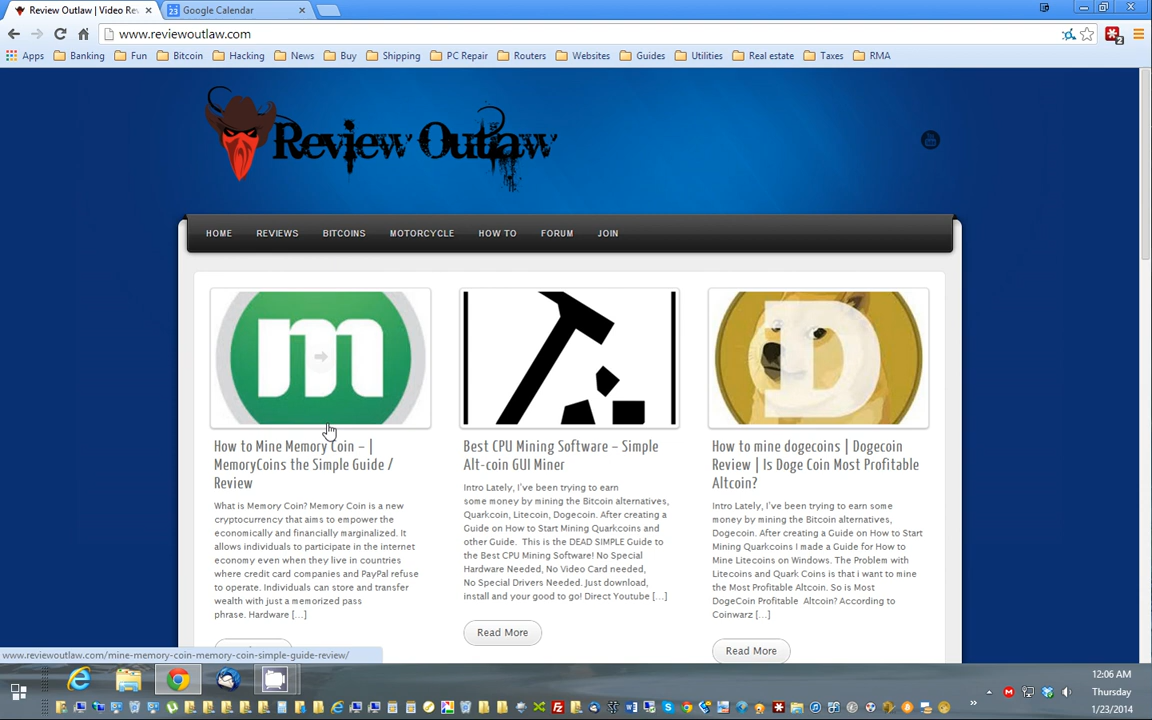 Review Outlaw | Video Rev
Google Calendar
www.reviewoutlaw.com
Apps Banking Fun Bitcoin Hacking News Buy Shipping PC Repair Routers Websites Guides Utilities Real estate Taxes RMA
Review Outlaw
HOME REVIEWS BITCOINS MOTORCYCLE HOW TO FORUM JOIN
m
D
How to Mine Memory Coin – |
MemoryCoins the Simple Guide /
Review
What is Memory Coin? Memory Coin is a new
cryptocurrency that aims to empower the
economically and financially marginalized. It
allows individuals to participate in the internet
economy even when they live in countries
where credit card companies and PayPal refuse
to operate. Individuals can store and transfer
wealth with just a memorized pass
phrase. Hardware [...]
Best CPU Mining Software – Simple
Alt-coin GUI Miner
Intro Lately, I've been trying to earn
some money by mining the Bitcoin alternatives,
Quarkcoin, Litecoin, Dogecoin. After creating a
Guide on How to Start Mining Quarkcoins and
other Guide.  This is the DEAD SIMPLE Guide to
the Best CPU Mining Software! No Special
Hardware Needed, No Video Card needed,
No Special Drivers Needed. Just download,
install and your good to go! Direct Youtube [...]
Read More
How to mine dogecoins | Dogecoin
Review | Is Doge Coin Most Profitable
Altcoin?
Intro Lately, I've been trying to earn some
money by mining the Bitcoin alternatives,
Dogecoin. After creating a Guide on How to Start
Mining Quarkcoins I made a Guide for How to
Mine Litecoins on Windows. The Problem with
Litecoins and Quark Coins is that i want to mine
the Most Profitable Altcoin. So is Most
DogeCoin Profitable  Altcoin? According to
Coinwarz [...]
Read More
www.reviewoutlaw.com/mine-memory-coin-memory-coin-simple-guide-review/
12:06 AM
Thursday
1/23/2014